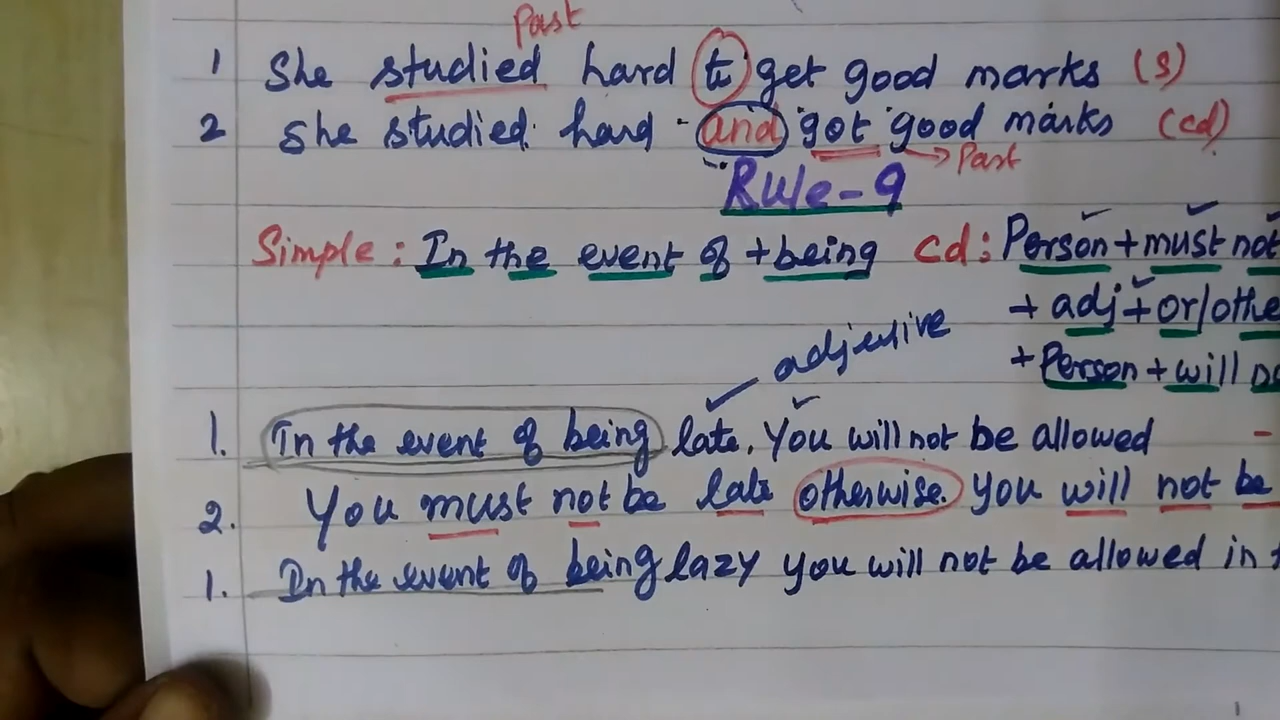 Past
1 She studied hard to get good marks (s)
2 She studied hard and got good marks (cd)
→ Past
Rule-9
Simple: In the event of + being cd: Person + must not
+ adj + or/othe
+ Person + will no
adjective
1. In the event of being late, you will not be allowed -
2. You must not be late otherwise. you will not be
1. In the event of being lazy you will not be allowed in